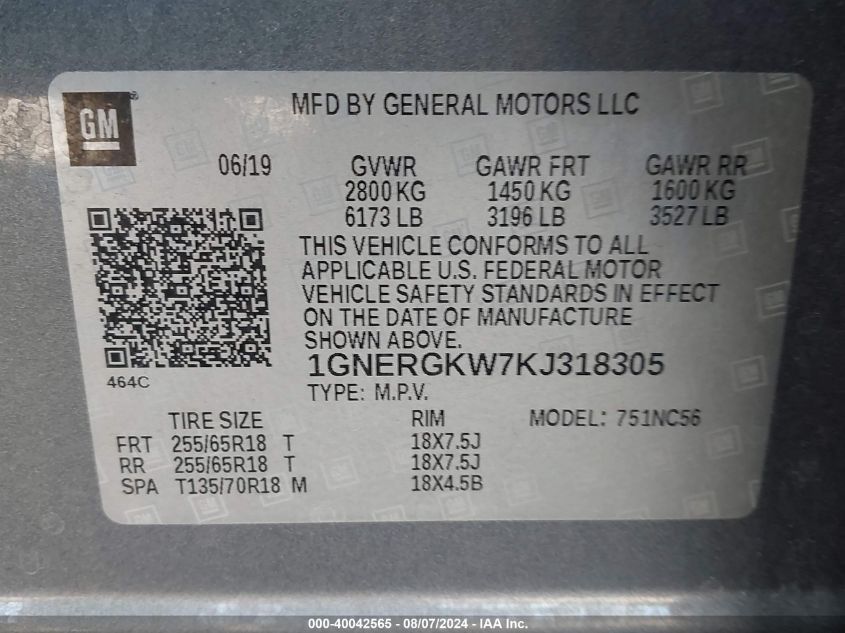 GM
®
MFD BY GENERAL MOTORS LLC
06/19 GVWR GAWR FRT GAWR RR
2800 KG 1450 KG 1600 KG
6173 LB 3196 LB 3527 LB
THIS VEHICLE CONFORMS TO ALL
APPLICABLE U.S. FEDERAL MOTOR
VEHICLE SAFETY STANDARDS IN EFFECT
ON THE DATE OF MANUFACTURE
SHOWN ABOVE.
1GNERGKW7KJ318305
464C
TYPE: M.P.V.
TIRE SIZE RIM MODEL: 751NC56
FRT 255/65R18 T 18X7.5J
RR 255/65R18 T 18X7.5J
SPA T135/70R18 M 18X4.5B
000-40042565 - 08/07/2024 - IAA Inc.